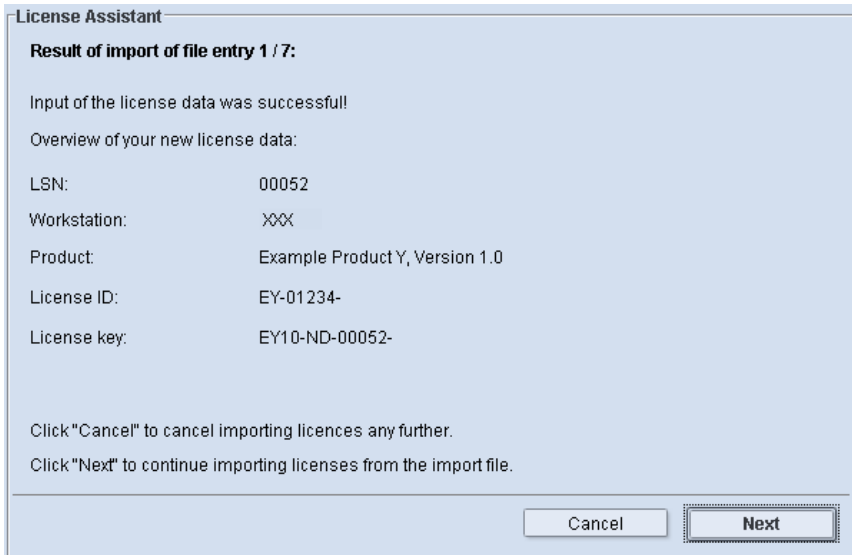 License Assistant
Result of import of file entry 1 / 7:
Input of the license data was successful!
Overview of your new license data:
LSN: 00052
Workstation: XXX
Product: Example Product Y, Version 1.0
License ID: EY-01234-
License key: EY10-ND-00052-
Click "Cancel" to cancel importing licences any further.
Click "Next" to continue importing licenses from the import file.
Cancel Next